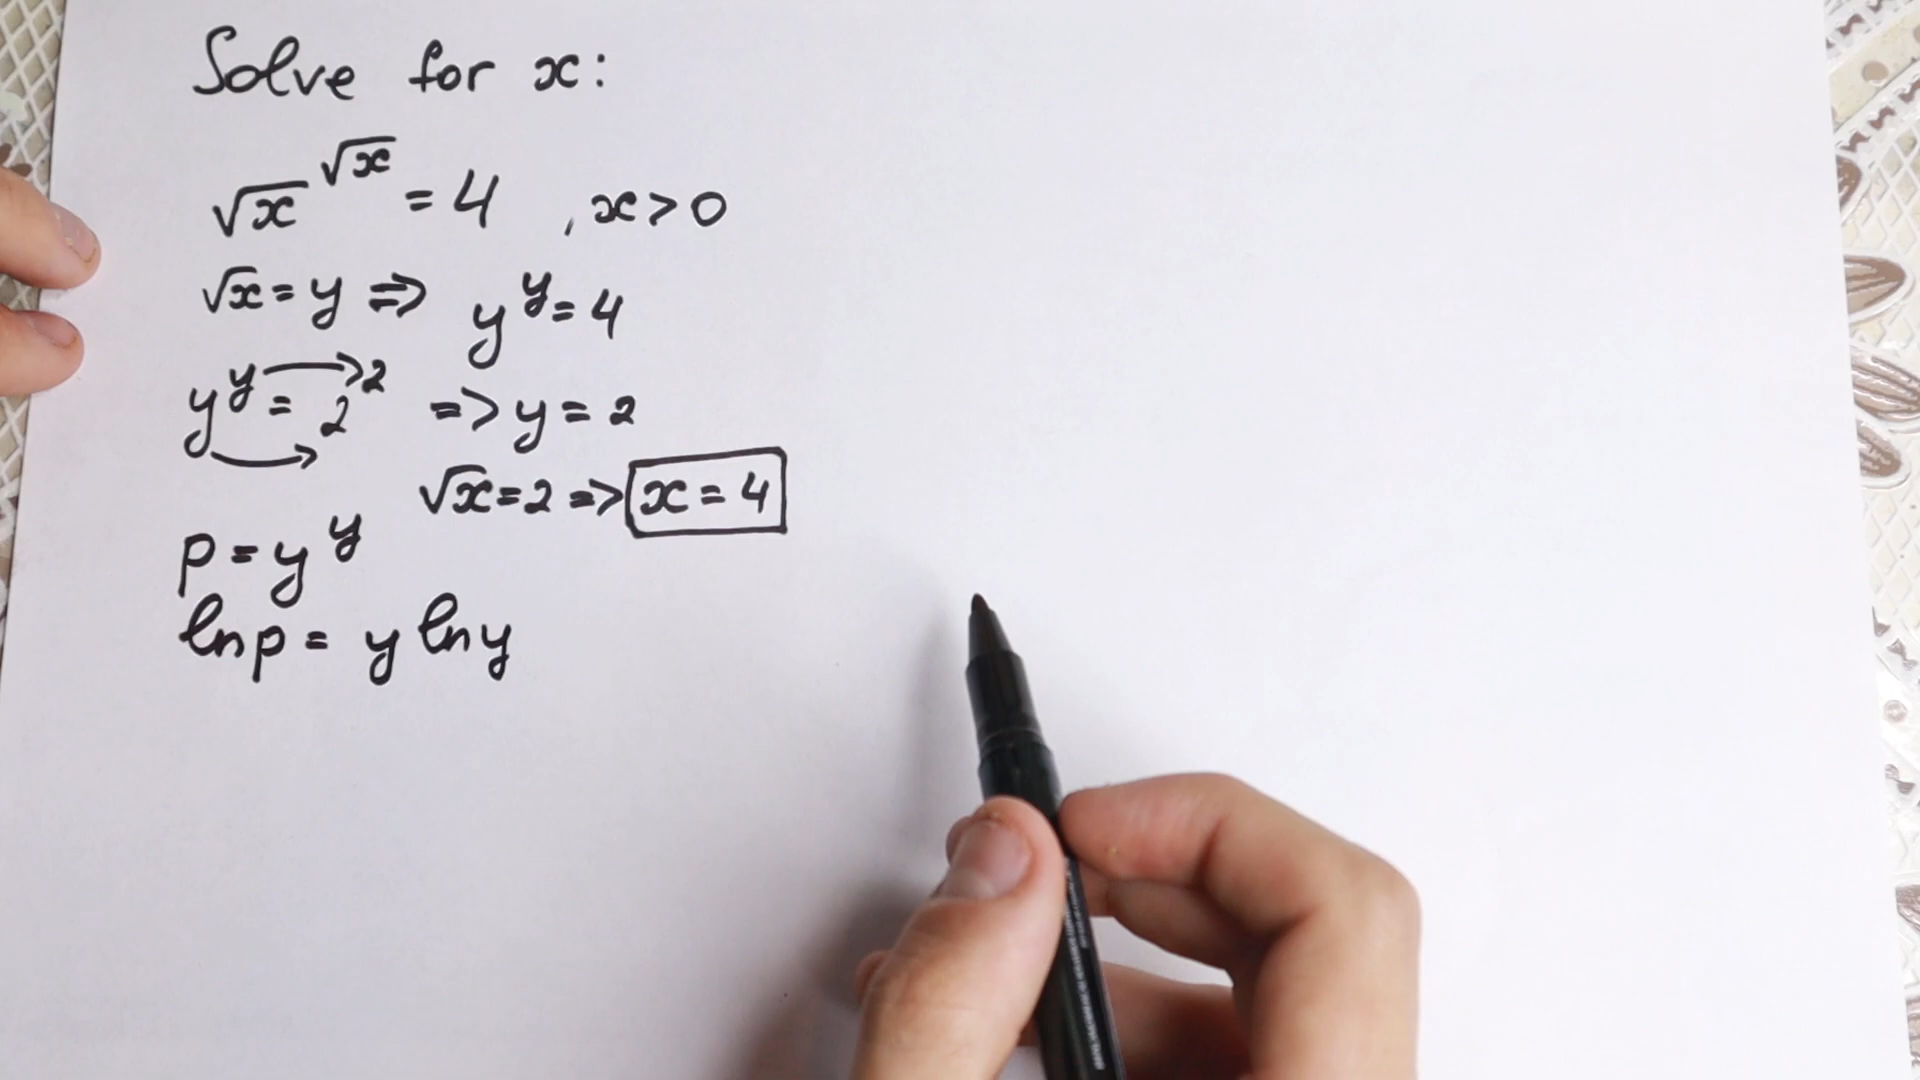 Solve for x:
√x^√x = 4 , x > 0
√x = y => y^y = 4
y^y = 2^2 => y = 2
√x = 2 => x = 4
p = y^y
ln p = y ln y